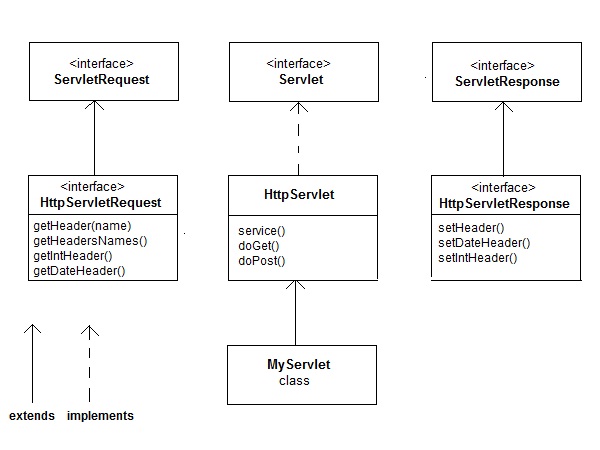 <interface>
ServletRequest
<interface>
Servlet
<interface>
ServletResponse
<interface>
HttpServletRequest
getHeader(name)
getHeadersNames()
getIntHeader()
getDateHeader()
HttpServlet
service()
doGet()
doPost()
<interface>
HttpServletResponse
setHeader()
setDateHeader()
setIntHeader()
MyServlet
class
extends
implements